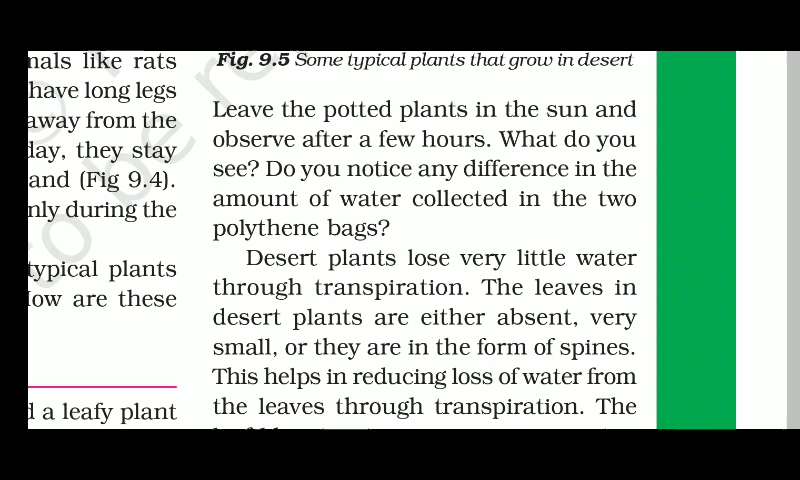 nals like rats
have long legs
away from the
day, they stay
and (Fig 9.4).
nly during the
typical plants
ow are these
d a leafy plant
Fig. 9.5 Some typical plants that grow in desert
Leave the potted plants in the sun and
observe after a few hours. What do you
see? Do you notice any difference in the
amount of water collected in the two
polythene bags?
Desert plants lose very little water
through transpiration. The leaves in
desert plants are either absent, very
small, or they are in the form of spines.
This helps in reducing loss of water from
the leaves through transpiration. The